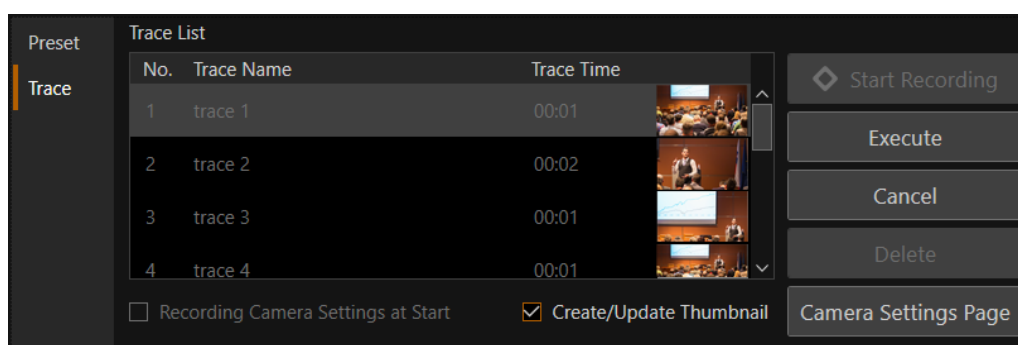 Preset
Trace
Trace List
No. Trace Name Trace Time
1 trace 1 00:01
2 trace 2 00:02
3 trace 3 00:01
4 trace 4 00:01
Recording Camera Settings at Start
Create/Update Thumbnail
Start Recording
Execute
Cancel
Delete
Camera Settings Page